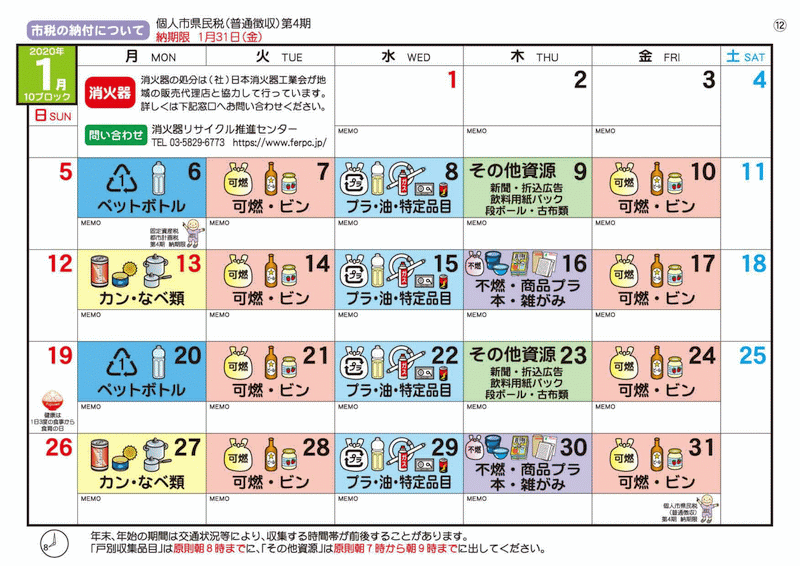 市税の納付について
個人市県民税（普通徴収）第4期
納期限 1月31日（金）
⑫
2020年
1月
10ブロック
日 SUN
月 MON
火 TUE
水 WED
木 THU
金 FRI
土 SAT
消火器
消火器の処分は（社）日本消火器工業会が地
域の販売代理店と協力して行っています。
詳しくは下記窓口へお問い合わせください。
問い合わせ
消火器リサイクル推進センター
TEL 03-5829-6773 https://www.ferpc.jp/
1
2
3
4
MEMO
MEMO
MEMO
5
6
ペットボトル
7
可燃
可燃・ビン
8
プラ
プラ・油・特定品目
その他資源 9
新聞・折込広告
飲料用紙パック
段ボール・古布類
10
可燃
可燃・ビン
11
MEMO
固定資産税
都市計画税
第4期 納期限
MEMO
MEMO
MEMO
MEMO
12
13
カン・なべ類
14
可燃
可燃・ビン
15
プラ
プラ・油・特定品目
16
不燃
不燃・商品プラ
本・雑がみ
17
可燃
可燃・ビン
18
MEMO
MEMO
MEMO
MEMO
MEMO
19
健康は
1日3度の食事から
食育の日
20
ペットボトル
21
可燃
可燃・ビン
22
プラ
プラ・油・特定品目
その他資源 23
新聞・折込広告
飲料用紙パック
段ボール・古布類
24
可燃
可燃・ビン
25
MEMO
MEMO
MEMO
MEMO
MEMO
26
27
カン・なべ類
28
可燃
可燃・ビン
29
プラ
プラ・油・特定品目
30
不燃
不燃・商品プラ
本・雑がみ
31
可燃
可燃・ビン
MEMO
MEMO
MEMO
MEMO
MEMO
個人市県民税
（普通徴収）
第4期 納期限
8
年末、年始の期間は交通状況等により、収集する時間帯が前後することがあります。
「戸別収集品目」は原則朝8時までに、「その他資源」は原則朝7時から朝9時までに出してください。